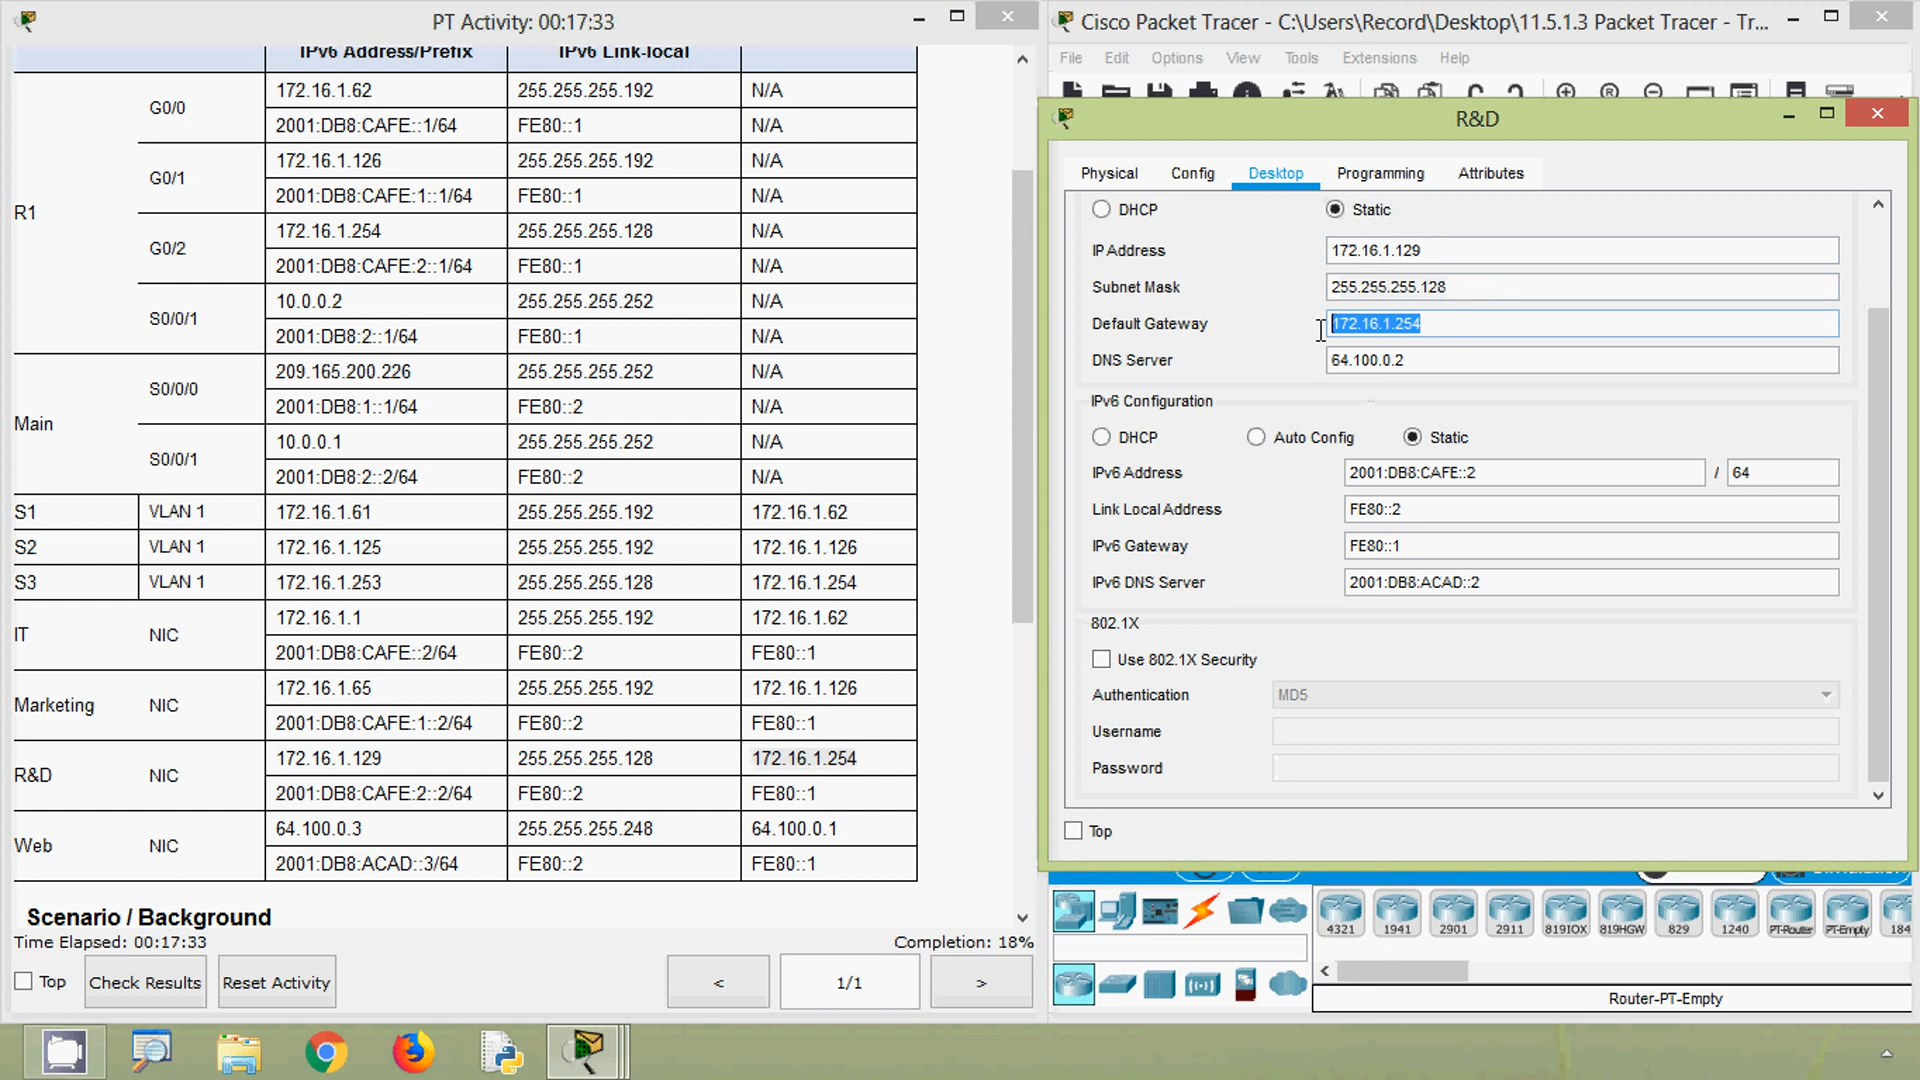 PT Activity: 00:17:33
IPv6 Address/Prefix IPv6 Link-local
R1 G0/0 172.16.1.62 255.255.255.192 N/A
2001:DB8:CAFE::1/64 FE80::1 N/A
G0/1 172.16.1.126 255.255.255.192 N/A
2001:DB8:CAFE:1::1/64 FE80::1 N/A
G0/2 172.16.1.254 255.255.255.128 N/A
2001:DB8:CAFE:2::1/64 FE80::1 N/A
S0/0/1 10.0.0.2 255.255.255.252 N/A
2001:DB8:2::1/64 FE80::1 N/A
Main S0/0/0 209.165.200.226 255.255.255.252 N/A
2001:DB8:1::1/64 FE80::2 N/A
S0/0/1 10.0.0.1 255.255.255.252 N/A
2001:DB8:2::2/64 FE80::2 N/A
S1 VLAN 1 172.16.1.61 255.255.255.192 172.16.1.62
S2 VLAN 1 172.16.1.125 255.255.255.192 172.16.1.126
S3 VLAN 1 172.16.1.253 255.255.255.128 172.16.1.254
IT NIC 172.16.1.1 255.255.255.192 172.16.1.62
2001:DB8:CAFE::2/64 FE80::2 FE80::1
Marketing NIC 172.16.1.65 255.255.255.192 172.16.1.126
2001:DB8:CAFE:1::2/64 FE80::2 FE80::1
R&D NIC 172.16.1.129 255.255.255.128 172.16.1.254
2001:DB8:CAFE:2::2/64 FE80::2 FE80::1
Web NIC 64.100.0.3 255.255.255.248 64.100.0.1
2001:DB8:ACAD::3/64 FE80::2 FE80::1
Scenario / Background
Time Elapsed: 00:17:33 Completion: 18%
Top Check Results Reset Activity < 1/1 >
Cisco Packet Tracer - C:\Users\Record\Desktop\11.5.1.3 Packet Tracer - Tr...
File Edit Options View Tools Extensions Help
R&D
Physical Config Desktop Programming Attributes
DHCP Static
IP Address 172.16.1.129
Subnet Mask 255.255.255.128
Default Gateway 172.16.1.254
DNS Server 64.100.0.2
IPv6 Configuration
DHCP Auto Config Static
IPv6 Address 2001:DB8:CAFE::2 / 64
Link Local Address FE80::2
IPv6 Gateway FE80::1
IPv6 DNS Server 2001:DB8:ACAD::2
802.1X
Use 802.1X Security
Authentication MD5
Username
Password
Top
4321 1941 2901 2911 819IOX 819HGW 829 1240 PT-Router PT-Empty 184
Router-PT-Empty